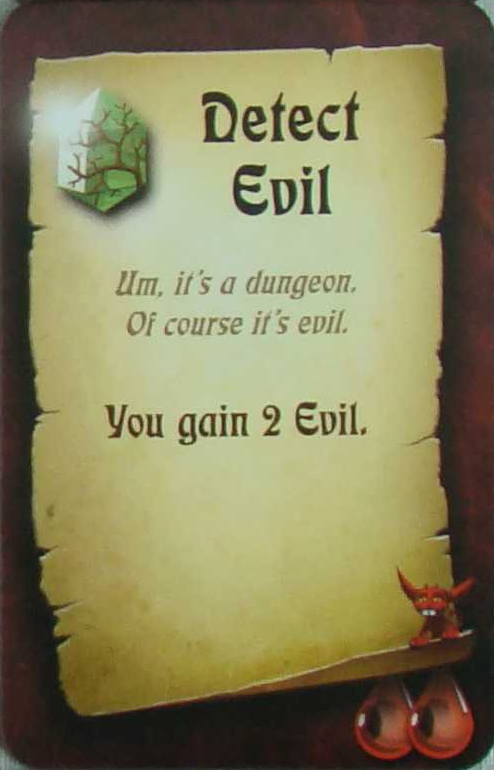 Detect
Evil
Um, it's a dungeon.
Of course it's evil.
You gain 2 Evil.